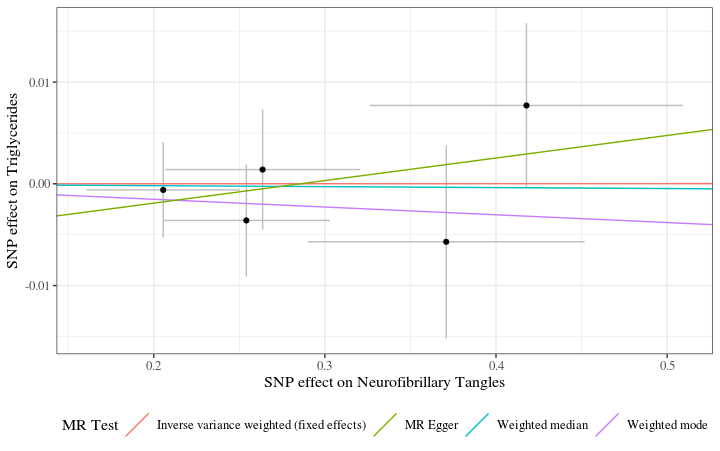 SNP effect on Triglycerides
0.01
0.00
-0.01
0.2 0.3 0.4 0.5
SNP effect on Neurofibrillary Tangles
MR Test Inverse variance weighted (fixed effects) MR Egger Weighted median Weighted mode